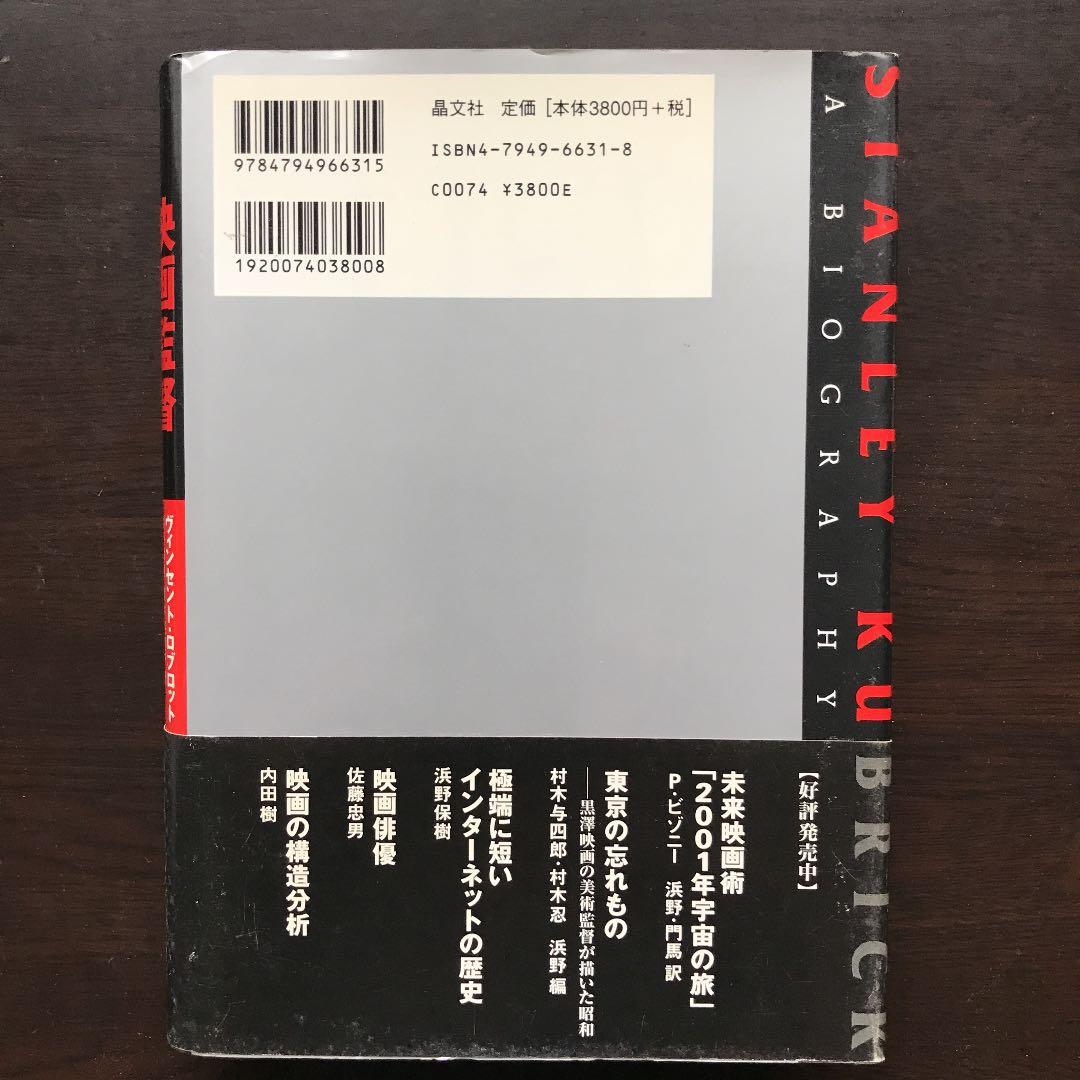 9784794966315
1920074038008
晶文社 定価［本体3800円＋税］
ISBN4-7949-6631-8
C0074 ¥3800E
STANLEY KUBRICK
A BIOGRAPHY
映画監督
ヴィンセント・ロブロット
【好評発売中】
未来映画術
「2001年宇宙の旅」
P・ビゾニー 浜野・門馬 訳
東京の忘れもの
——黒澤映画の美術監督が描いた昭和
村木与四郎・村木忍 浜野 編
極端に短い
インターネットの歴史
浜野保樹
映画俳優
佐藤忠男
映画の構造分析
内田樹